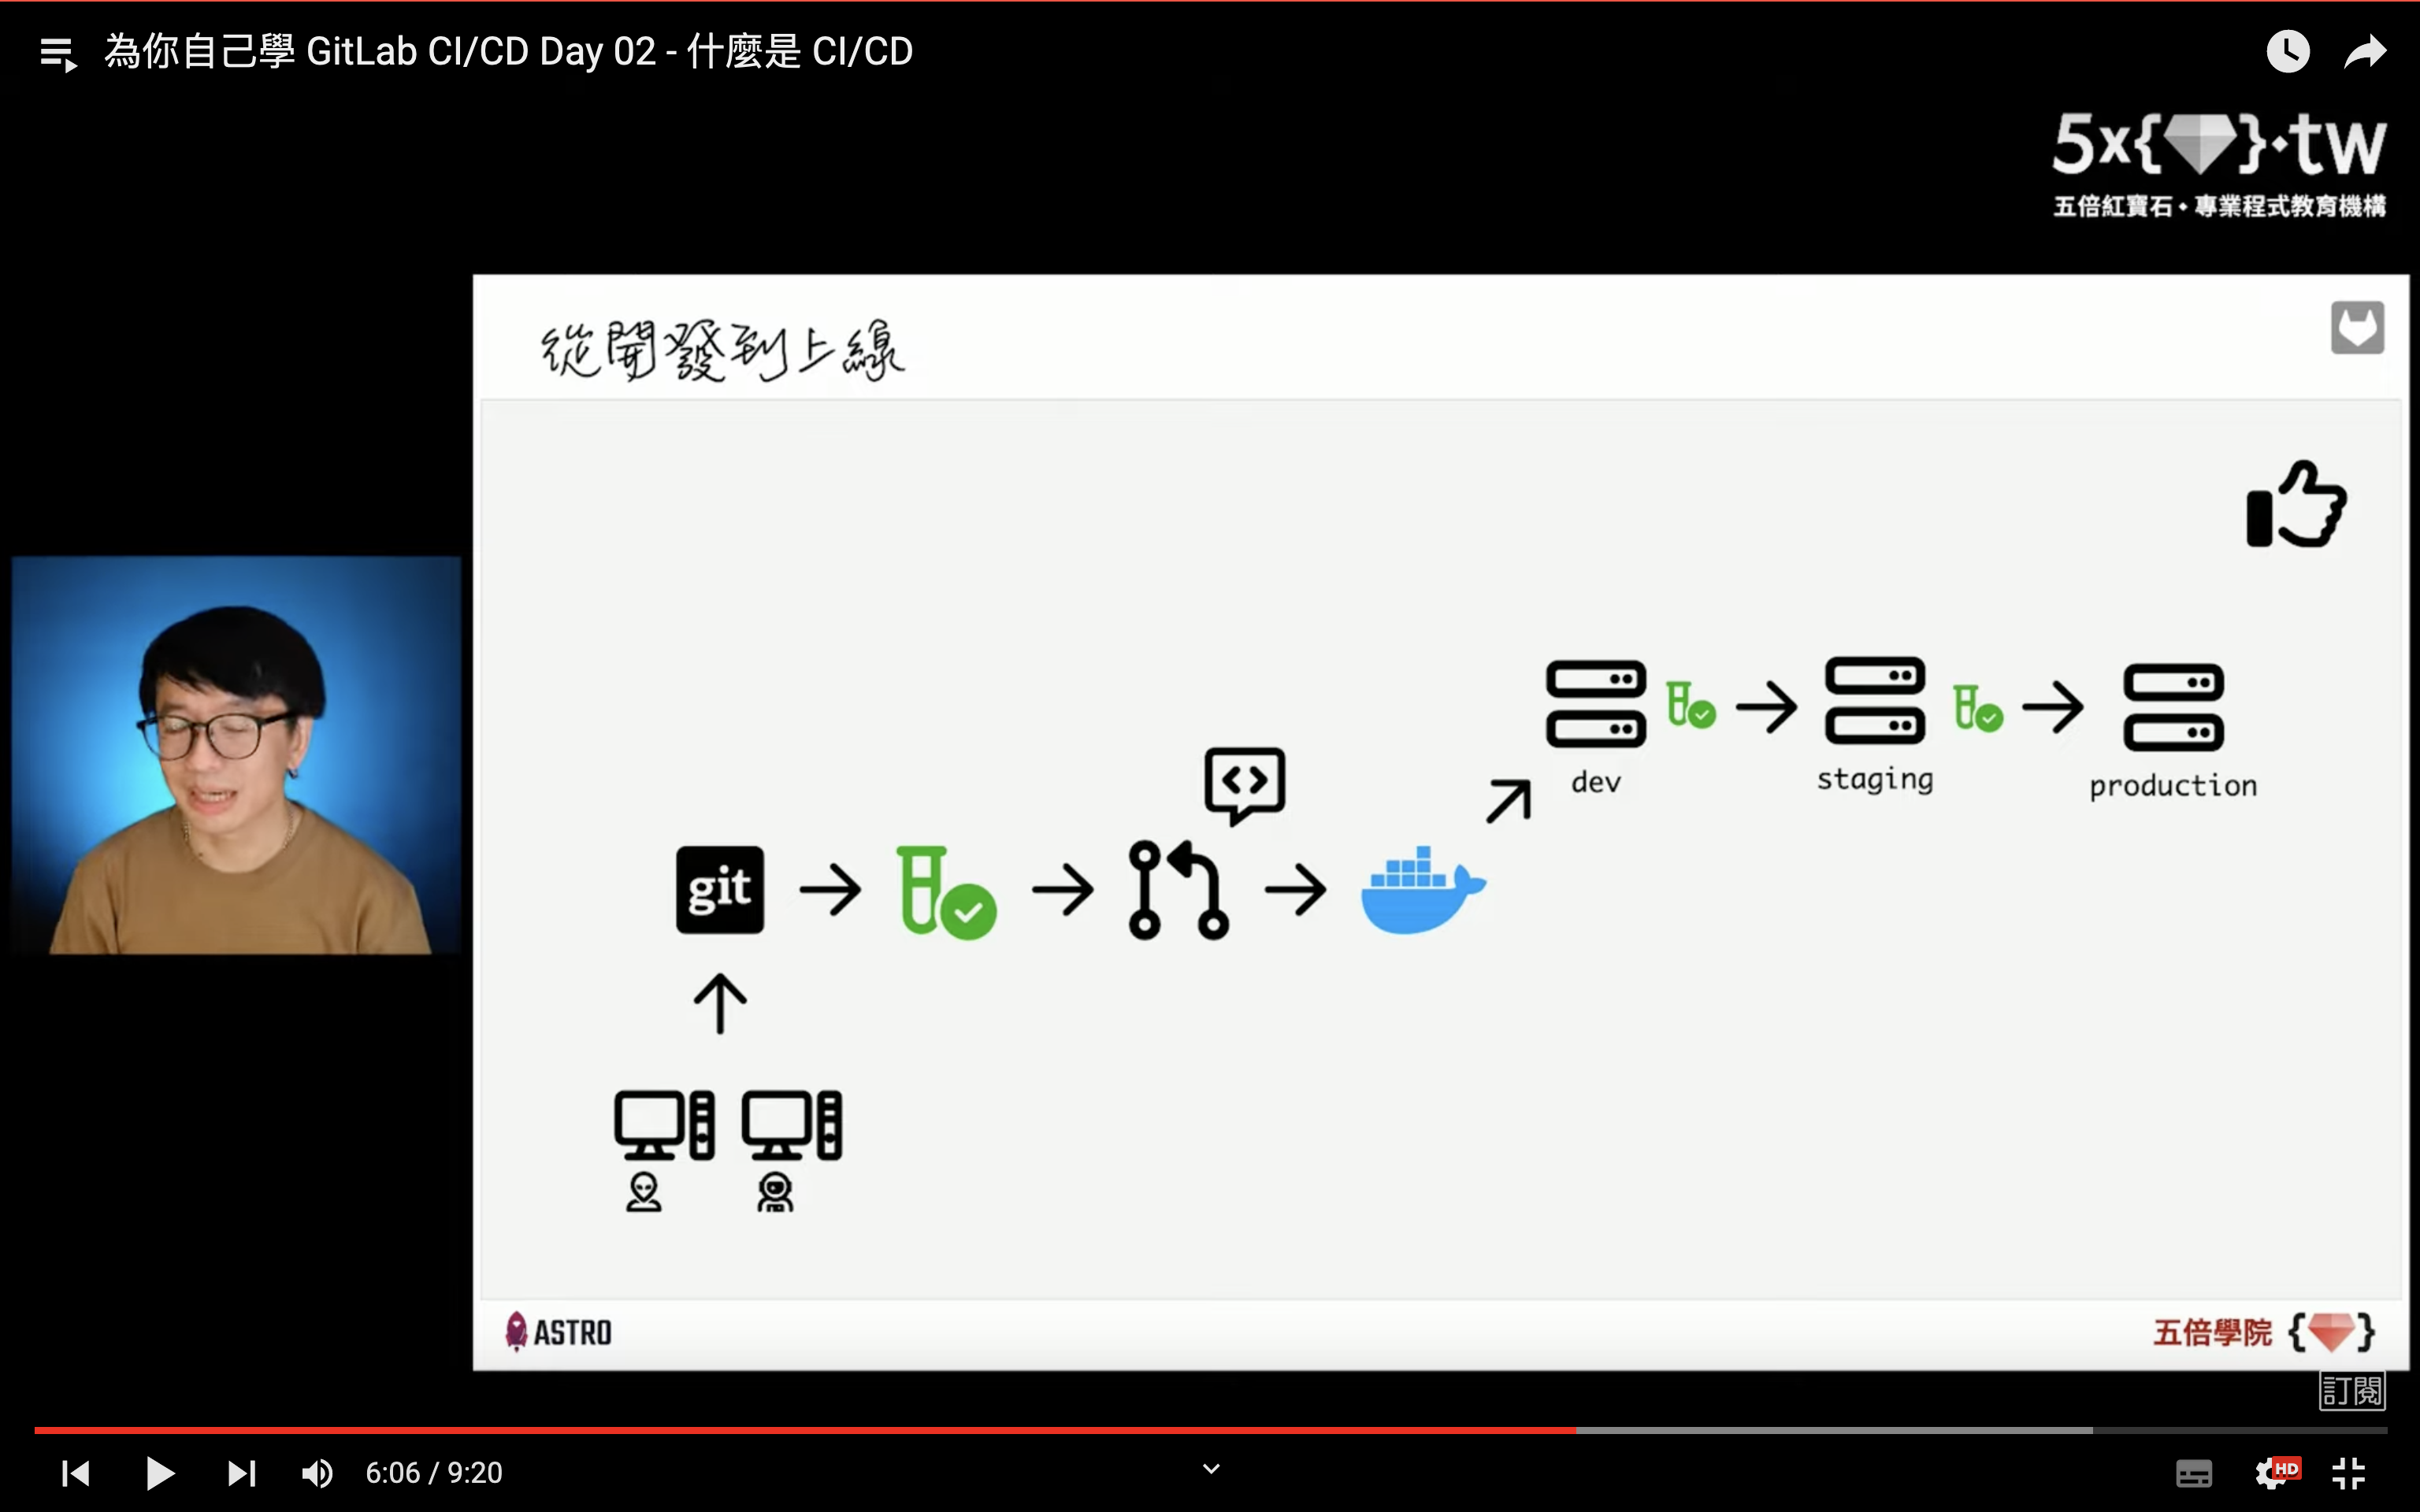 為你自己學 GitLab CI/CD Day 02 - 什麼是 CI/CD
5x{}·tw
五倍紅寶石・專業程式教育機構
從開發到上線
dev
staging
production
git
ASTRO
五倍學院 {}
訂閱
6:06 / 9:20
HD